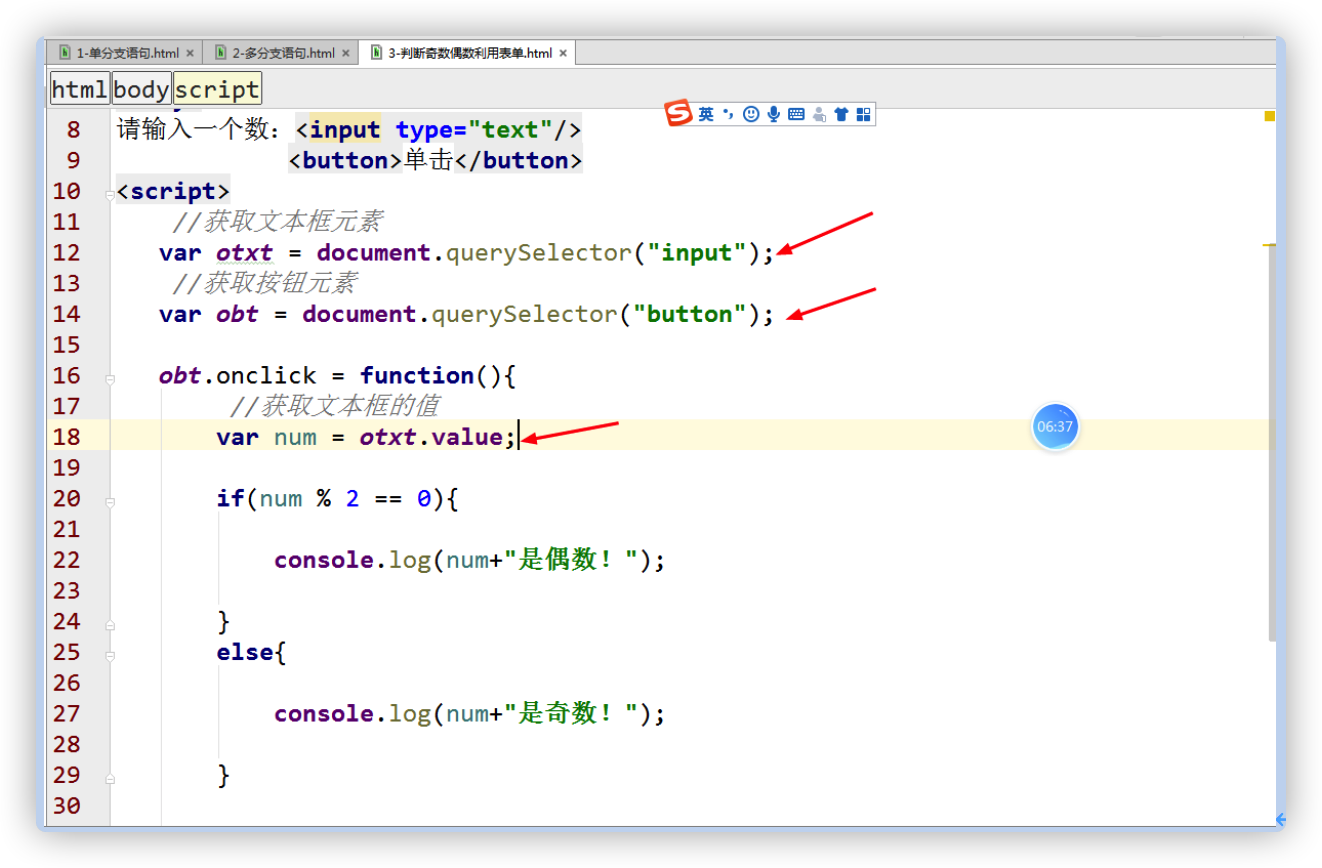 1-单分支语句.html × 2-多分支语句.html × 3-判断奇数偶数利用表单.html ×
html body script
英
8 请输入一个数：<input type="text"/>
9 <button>单击</button>
10 <script>
11 //获取文本框元素
12 var otxt = document.querySelector("input");
13 //获取按钮元素
14 var obt = document.querySelector("button");
15
16 obt.onclick = function(){
17 //获取文本框的值
18 var num = otxt.value;
06:37
19
20 if(num % 2 == 0){
21
22 console.log(num+"是偶数！");
23
24 }
25 else{
26
27 console.log(num+"是奇数！");
28
29 }
30